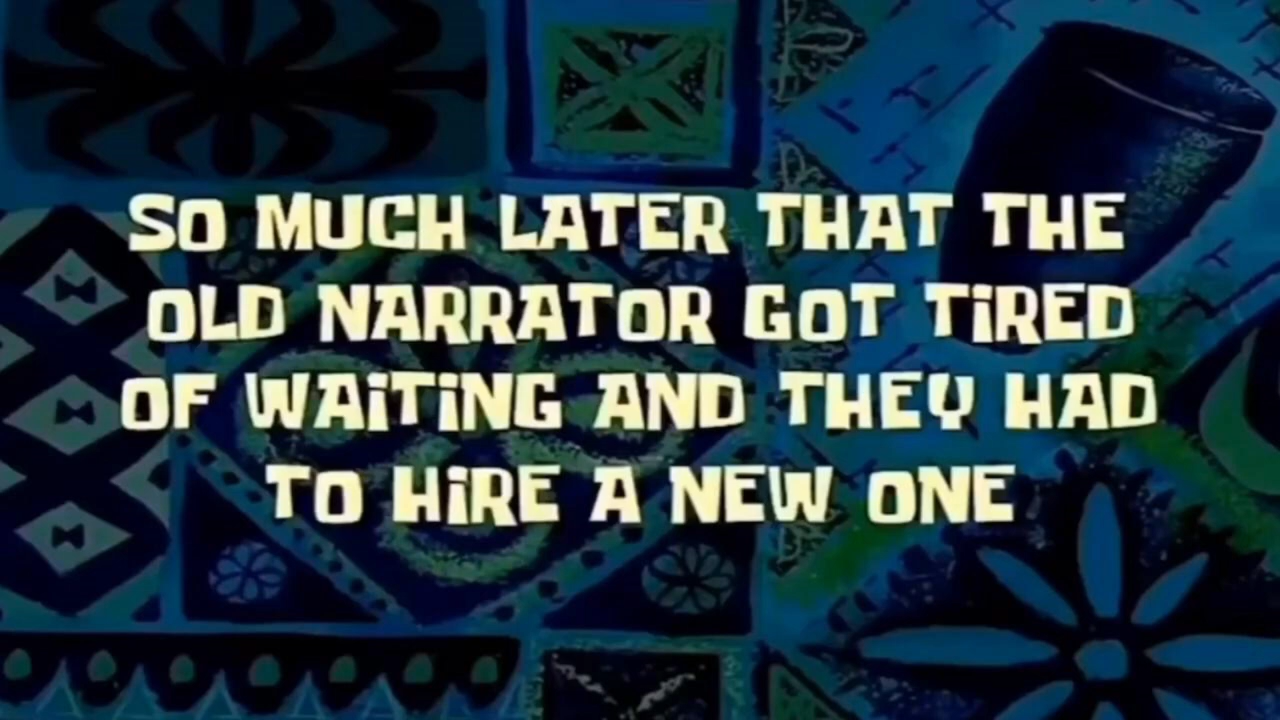 SO MUCH LATER THAT THE
OLD NARRATOR GOT TIRED
OF WAITING AND THEY HAD
TO HIRE A NEW ONE